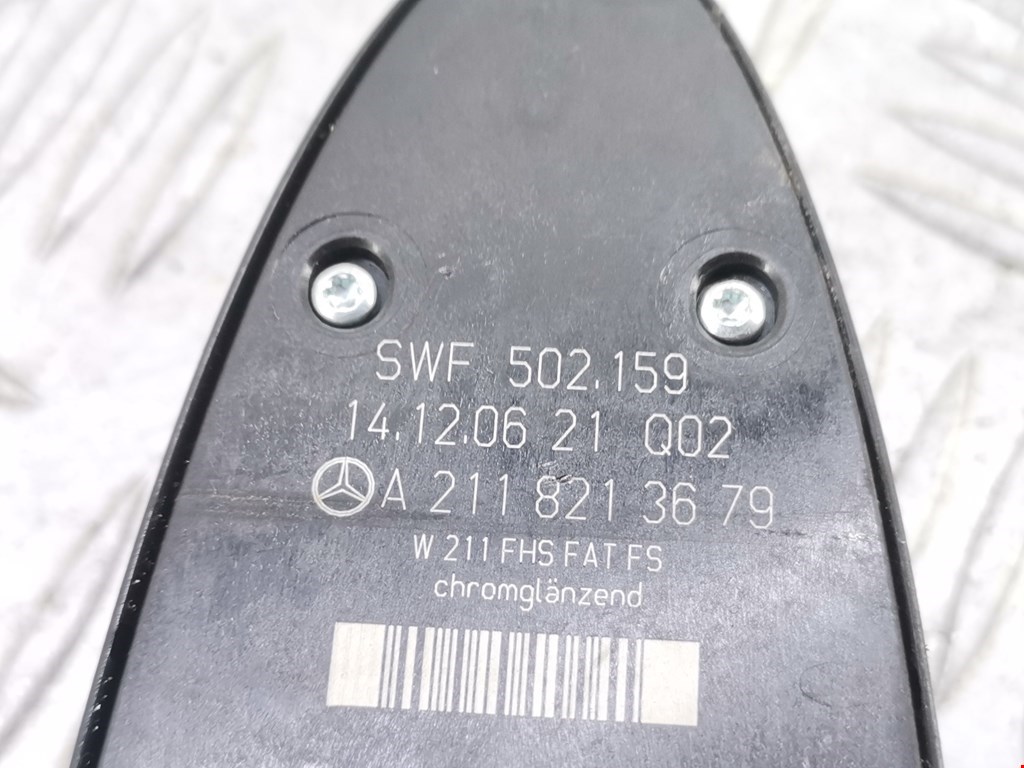 SWF 502.159
14.12.06 21 Q02
A 211 821 36 79
W 211 FHS FAT FS
chromglänzend